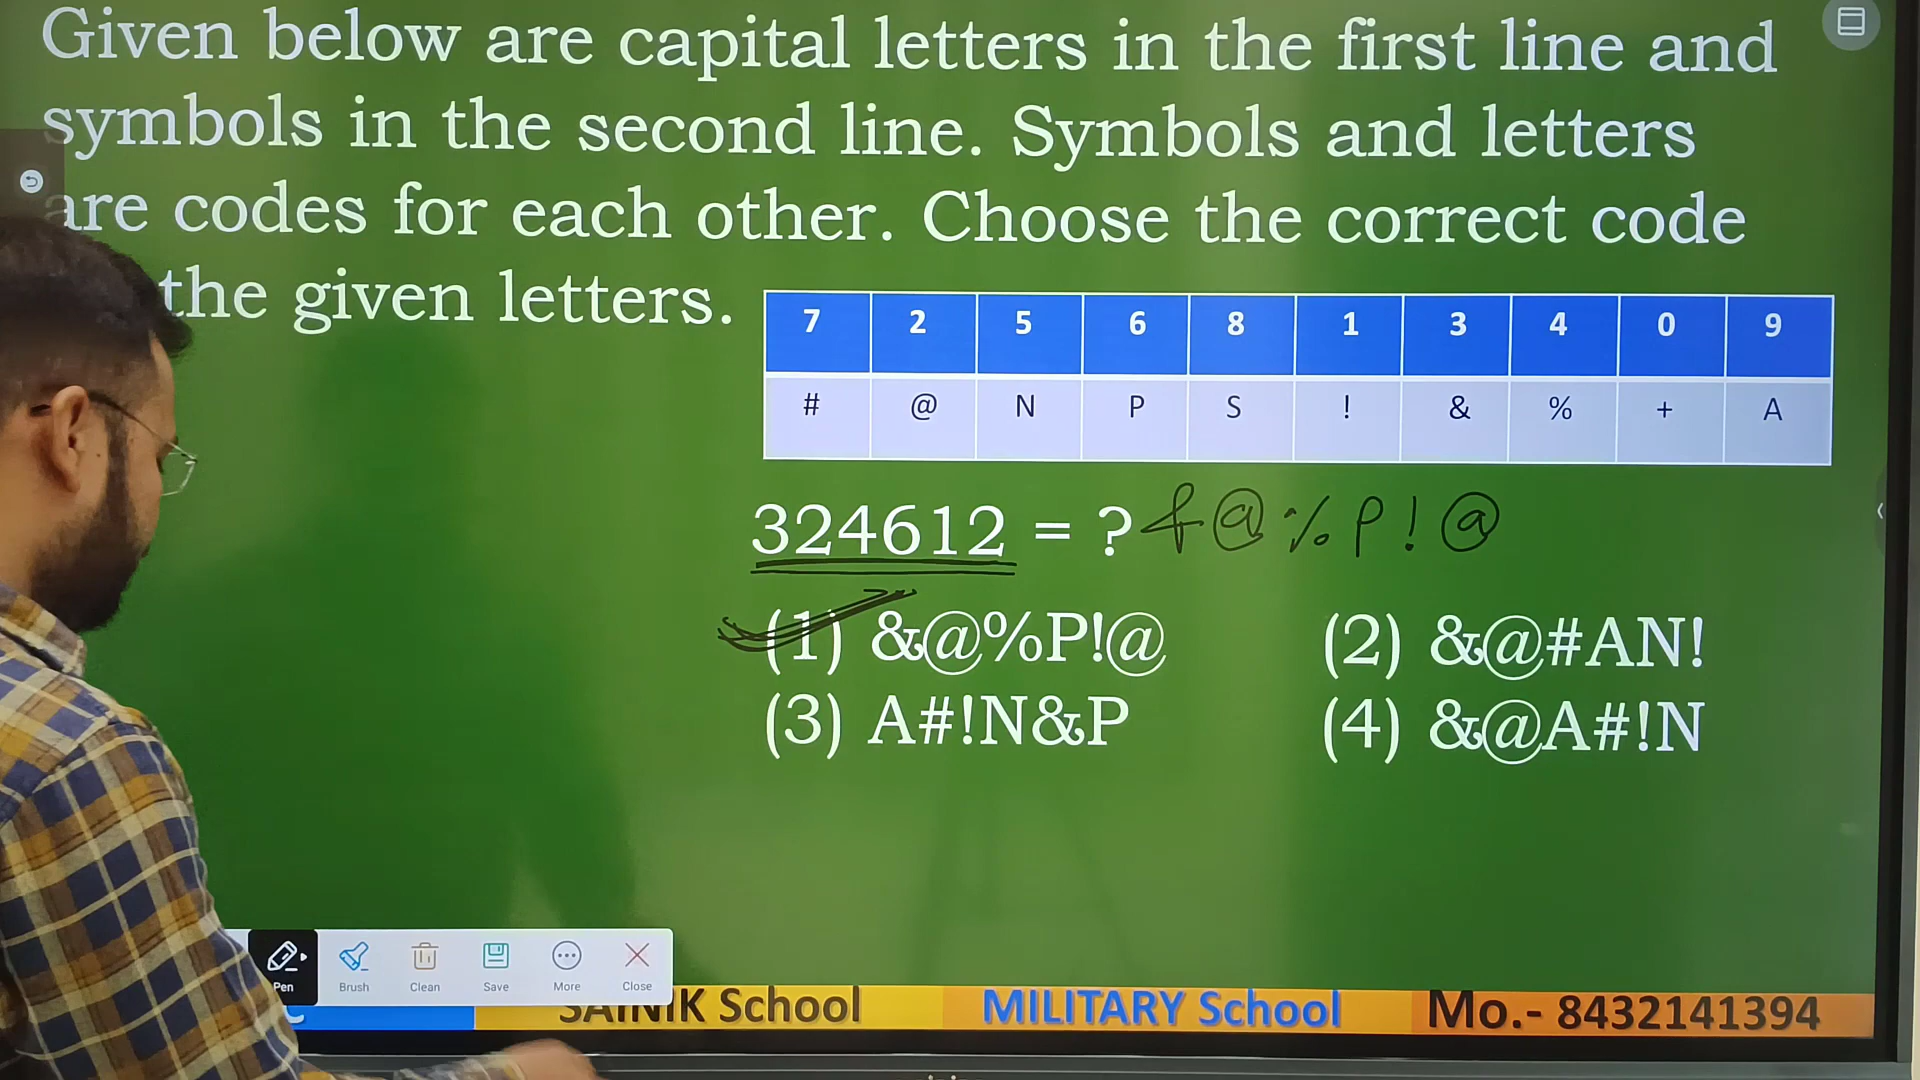 Given below are capital letters in the first line and
symbols in the second line. Symbols and letters
are codes for each other. Choose the correct code
the given letters.
7 2 5 6 8 1 3 4 0 9
# @ N P S ! & % + A
324612 = ? &@%P!@
(1) &@%P!@ (2) &@#AN!
(3) A#!N&P (4) &@A#!N
Pen Brush Clean Save More Close
SAINIK School MILITARY School Mo.- 8432141394